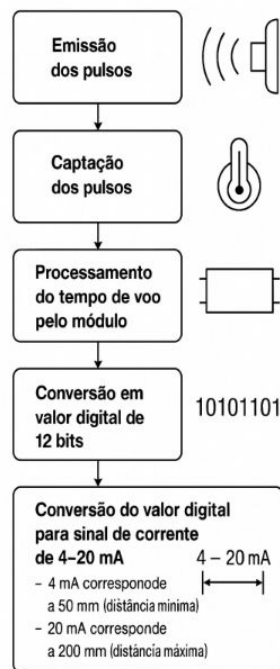 Emissão
dos pulsos
Captação
dos pulsos
Processamento
do tempo de voo
pelo módulo
Conversão em
valor digital de
12 bits
10101101
Conversão do valor digital
para sinal de corrente
de 4–20 mA
4 – 20 mA
– 4 mA corresponode
a 50 mm (distância minima)
– 20 mA corresponde
a 200 mm (distância máxima)